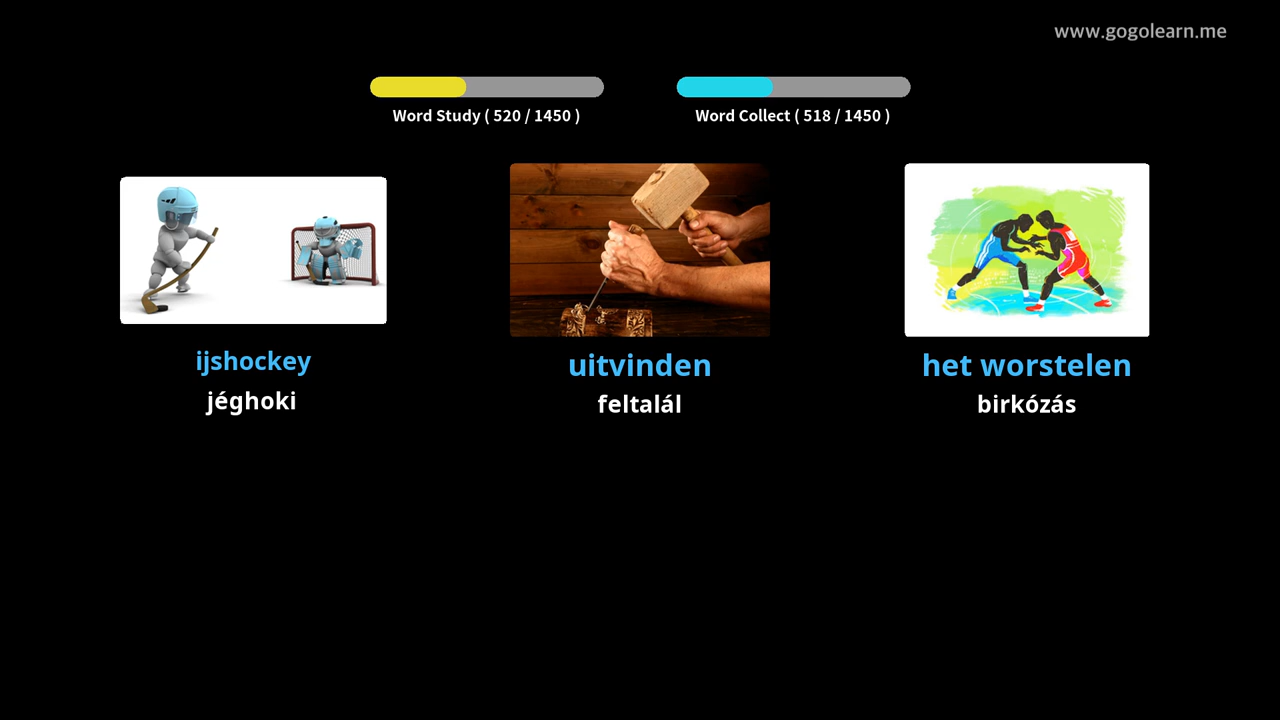 www.gogolearn.me
Word Study ( 520 / 1450 )
Word Collect ( 518 / 1450 )
ijshockey
jéghoki
uitvinden
feltalál
het worstelen
birkózás